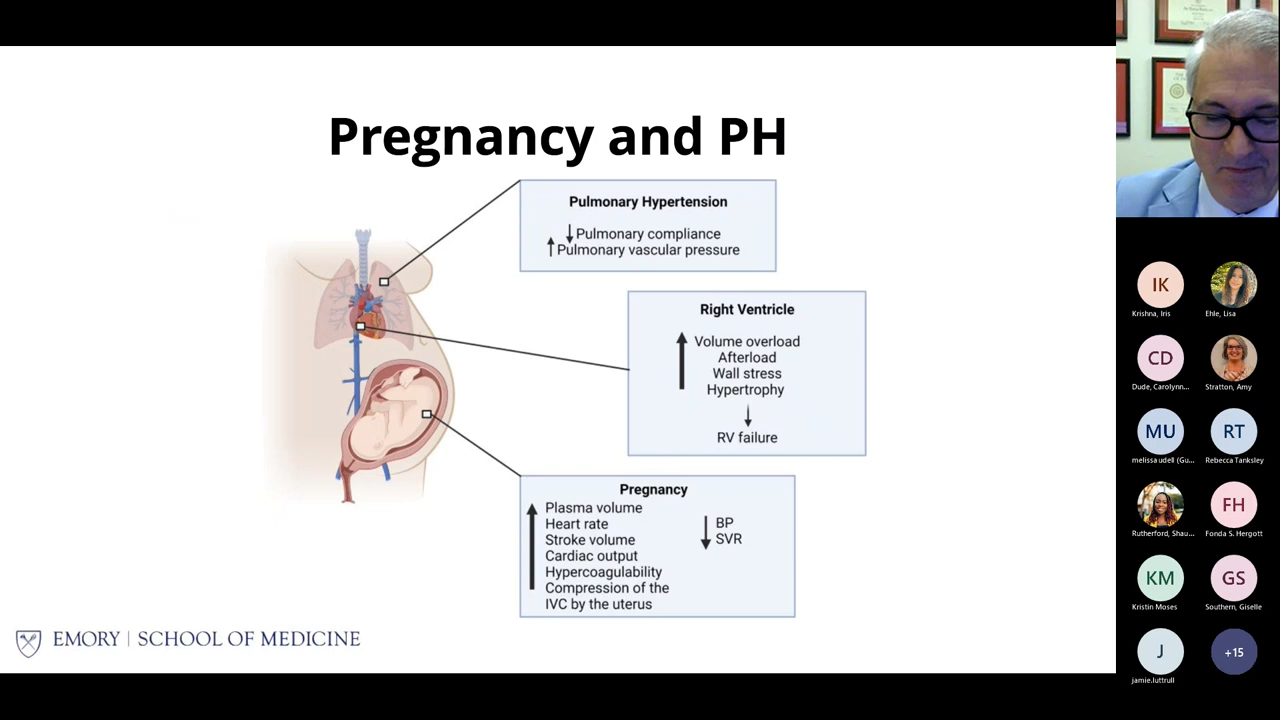 Pregnancy and PH
Pulmonary Hypertension
↓ Pulmonary compliance
↑ Pulmonary vascular pressure
Right Ventricle
Volume overload
Afterload
Wall stress
Hypertrophy
RV failure
Pregnancy
Plasma volume
Heart rate
Stroke volume
Cardiac output
Hypercoagulability
Compression of the
IVC by the uterus
BP
SVR
EMORY | SCHOOL OF MEDICINE
IK
Krishna, Iris
Ehle, Lisa
CD
Dude, Carolynn...
Stratton, Amy
MU
RT
melissa udell (Gu...
Rebecca Tanksley
FH
Rutherford, Shau...
Fonda S. Hergott
KM
GS
Kristin Moses
Southern, Giselle
J
+15
jamie.luttrull